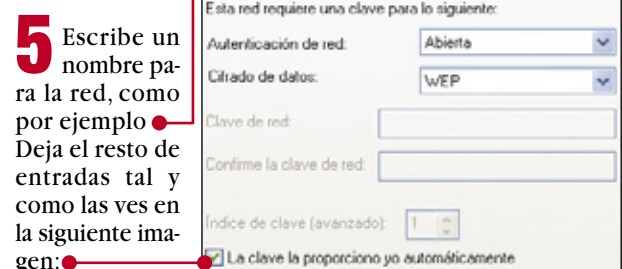 5 Escribe un
nombre pa-
ra la red, como
por ejemplo
Deja el resto de
entradas tal y
como las ves en
la siguiente ima-
gen:
Esta red requiere una clave para lo siguiente:
Autenticación de red: Abierta
Cifrado de datos: WEP
Clave de red:
Confirme la clave de red:
Índice de clave (avanzado): 1
La clave la proporciono yo automáticamente